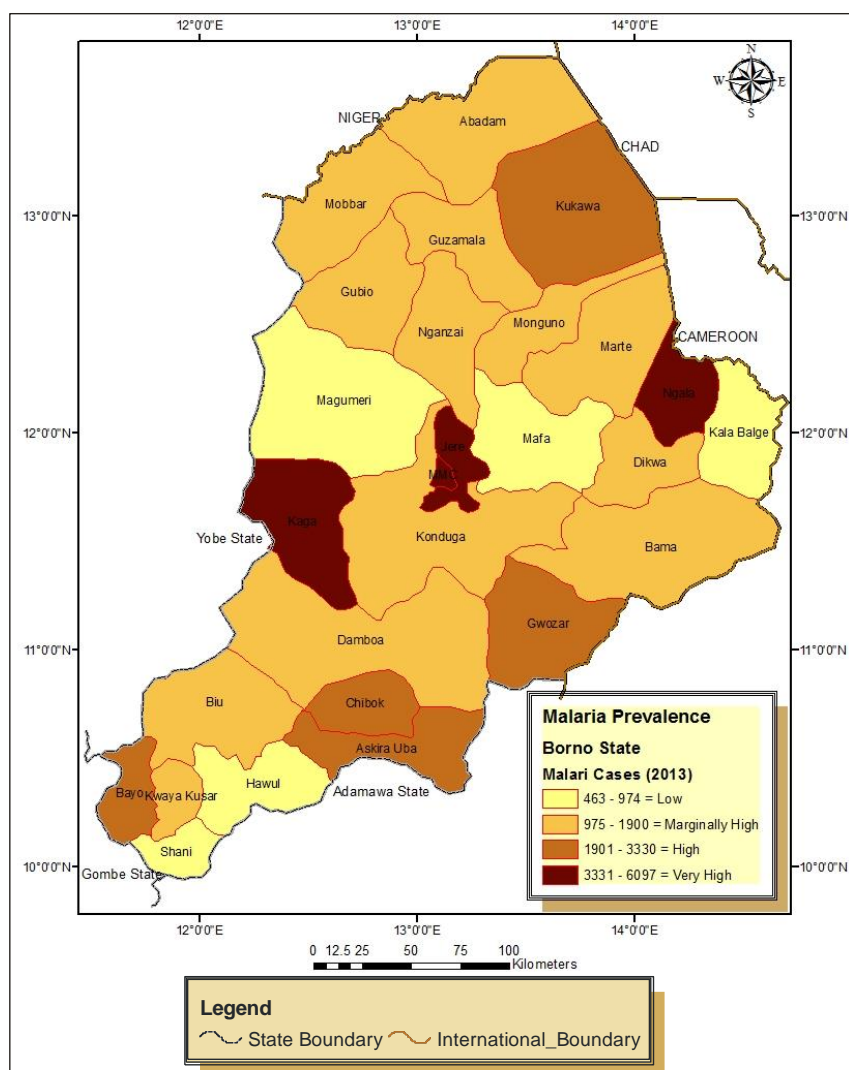 12°0'0"E 13°0'0"E 14°0'0"E
N
W E
S
NIGER
Abadam
CHAD
13°0'0"N 13°0'0"N
Mobbar
Kukawa
Guzamala
Gubio
Nganzai
Monguno
Marte
CAMEROON
Ngala
Magumeri
12°0'0"N 12°0'0"N
Kala Balge
Mafa
Jere
Dikwa
MMC
Kaga
Yobe State
Konduga
Bama
11°0'0"N 11°0'0"N
Gwozar
Damboa
Chibok
Biu
Askira Uba
Hawul
Bayo
Kwaya Kusar
Adamawa State
Shani
Gombe State
10°0'0"N 10°0'0"N
Malaria Prevalence
Borno State
Malari Cases (2013)
463 - 974 = Low
975 - 1900 = Marginally High
1901 - 3330 = High
3331 - 6097 = Very High
12°0'0"E 13°0'0"E 14°0'0"E
0 12.5 25 50 75 100
Kilometers
Legend
State Boundary International_Boundary